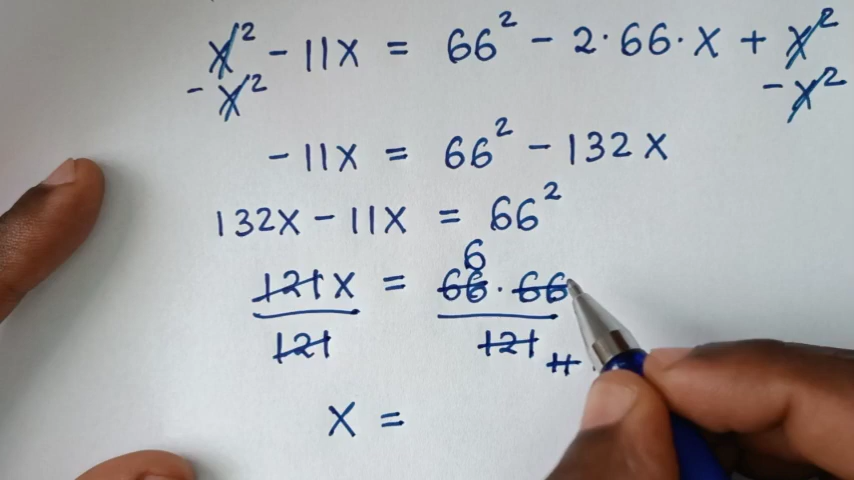 x² - 11x = 66² - 2·66·x + x²
- x² - x²
- 11x = 66² - 132x
132x - 11x = 66²
6
121x = 66·66
121 121 11
x =